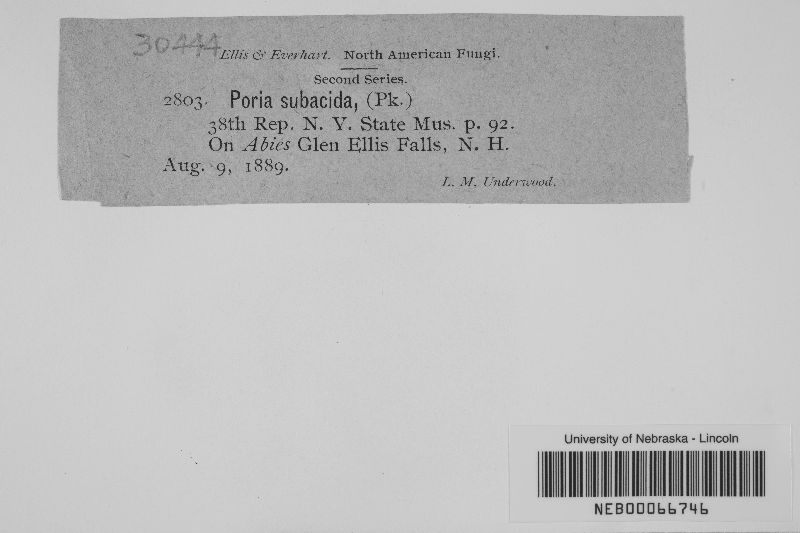 30444
Ellis & Everhart. North American Fungi.
Second Series.
2803. Poria subacida, (Pk.)
38th Rep. N. Y. State Mus. p. 92.
On Abies Glen Ellis Falls, N. H.
Aug. 9, 1889.
L. M. Underwood.
University of Nebraska - Lincoln
NEB00066746